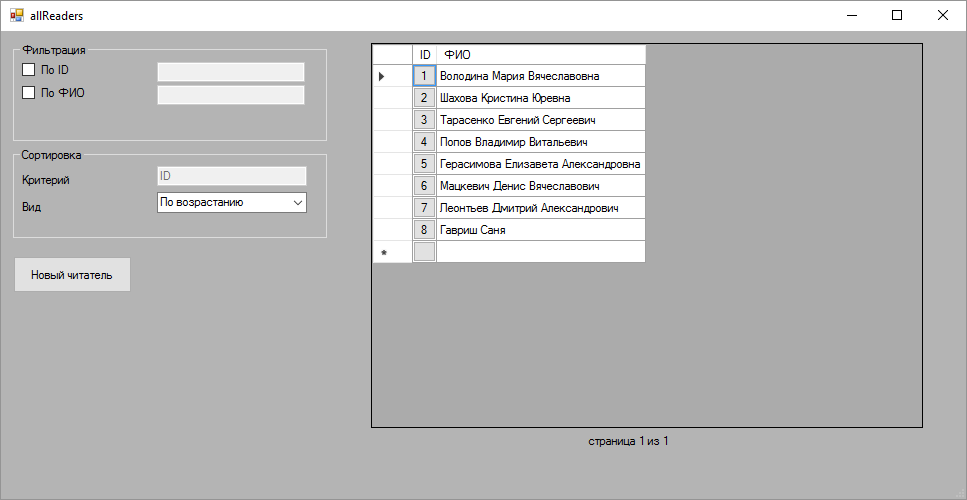 allReaders
Фильтрация
По ID
По ФИО
Сортировка
Критерий ID
Вид По возрастанию
Новый читатель
ID ФИО
1 Володина Мария Вячеславовна
2 Шахова Кристина Юревна
3 Тарасенко Евгений Сергеевич
4 Попов Владимир Витальевич
5 Герасимова Елизавета Александровна
6 Мацкевич Денис Вячеславович
7 Леонтьев Дмитрий Александрович
8 Гавриш Саня
*
страница 1 из 1